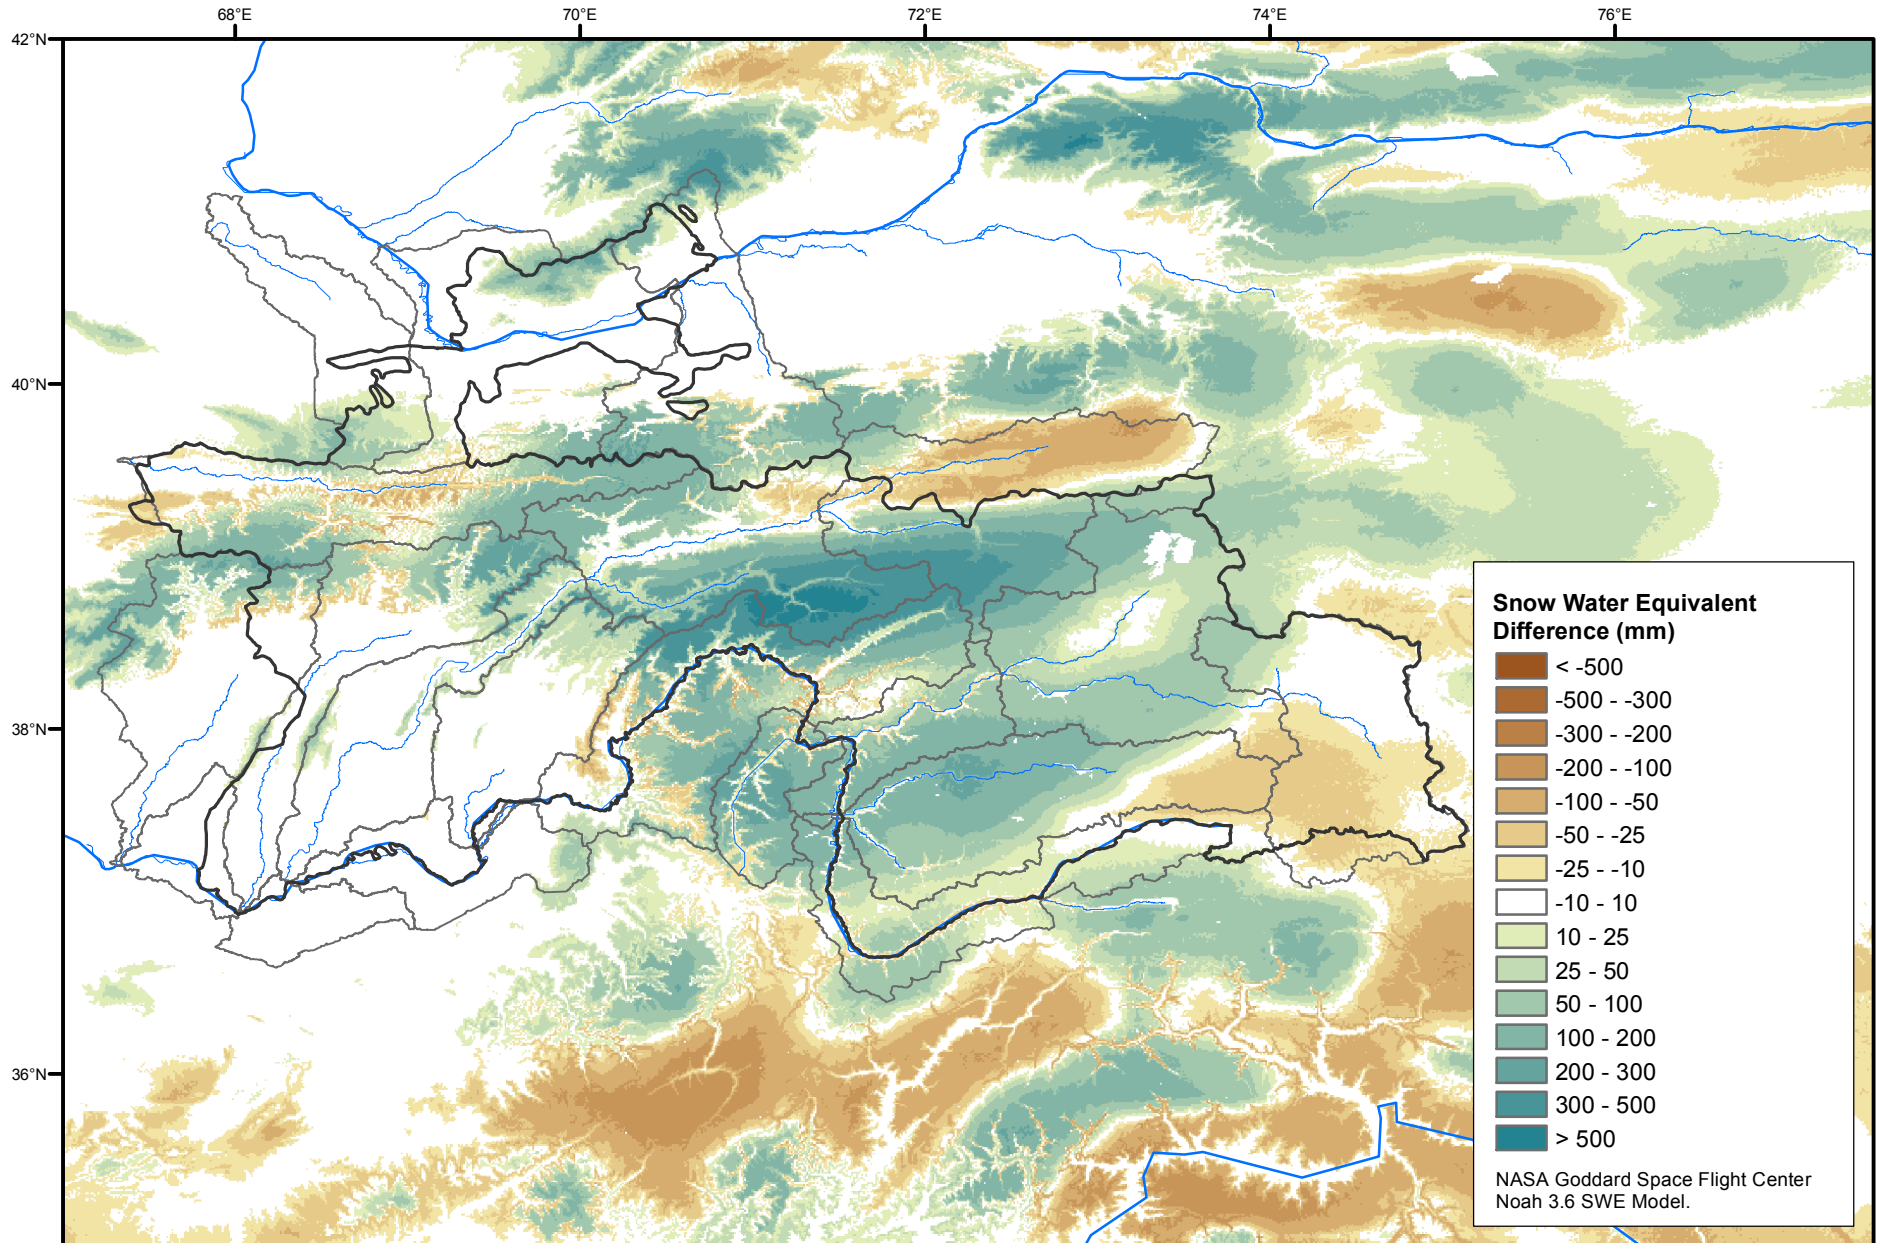 68°E 70°E 72°E 74°E 76°E
42°N
40°N
38°N
36°N
Snow Water Equivalent
Difference (mm)
< -500
-500 - -300
-300 - -200
-200 - -100
-100 - -50
-50 - -25
-25 - -10
-10 - 10
10 - 25
25 - 50
50 - 100
100 - 200
200 - 300
300 - 500
> 500
NASA Goddard Space Flight Center
Noah 3.6 SWE Model.